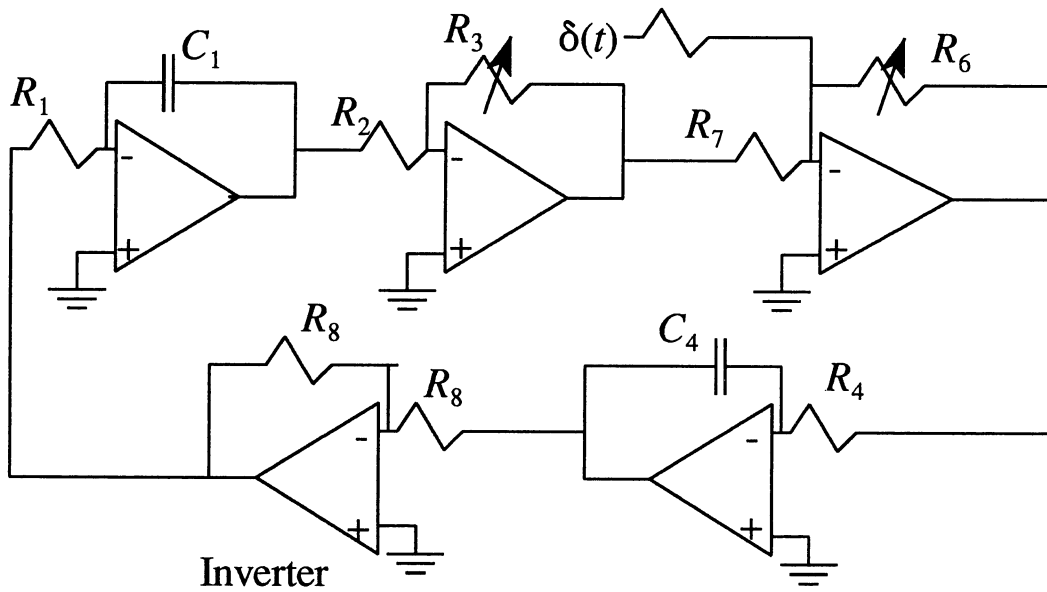 C₁
R₃
δ(t)
R₆
R₁
R₂
R₇
-
-
-
+
+
+
R₈
C₄
R₈
R₄
-
-
+
+
Inverter